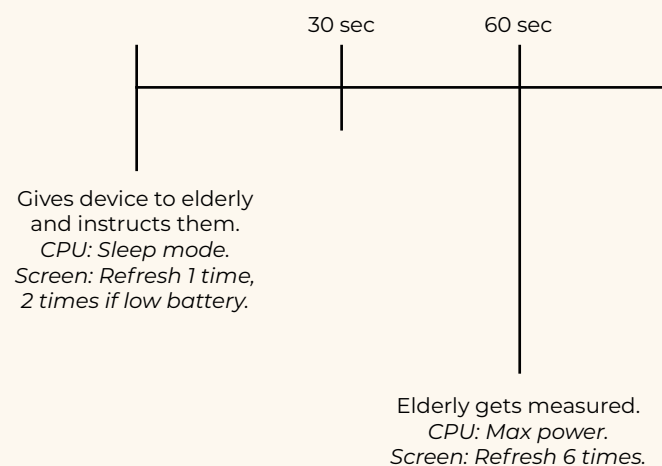 30 sec
60 sec
Gives device to elderly
and instructs them.
CPU: Sleep mode.
Screen: Refresh 1 time,
2 times if low battery.
Elderly gets measured.
CPU: Max power.
Screen: Refresh 6 times.